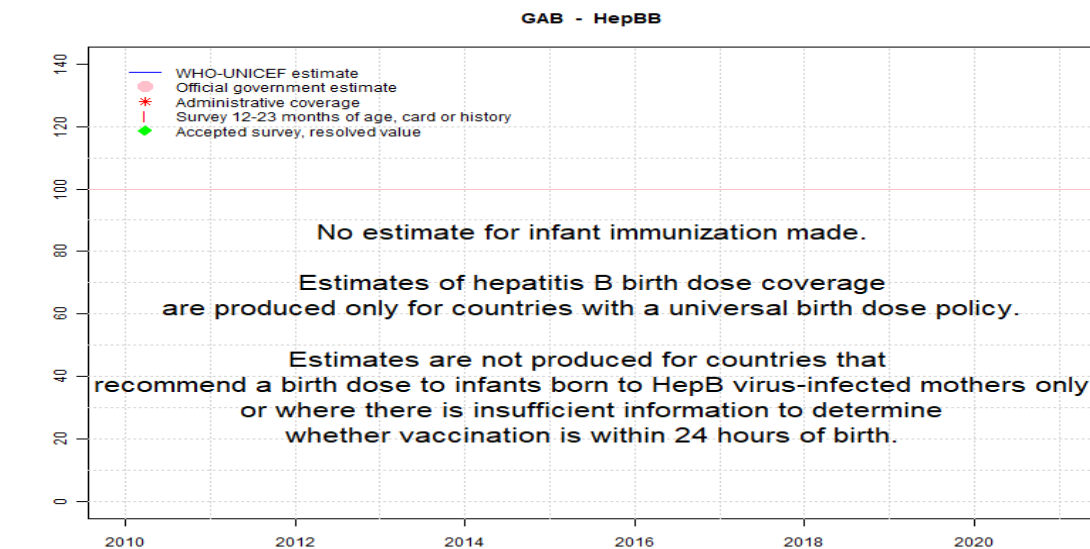 GAB - HepBB
140
120
100
80
60
40
20
0
WHO-UNICEF estimate
Official government estimate
Administrative coverage
Survey 12-23 months of age, card or history
Accepted survey, resolved value
No estimate for infant immunization made.
Estimates of hepatitis B birth dose coverage
are produced only for countries with a universal birth dose policy.
Estimates are not produced for countries that
recommend a birth dose to infants born to HepB virus-infected mothers only
or where there is insufficient information to determine
whether vaccination is within 24 hours of birth.
2010 2012 2014 2016 2018 2020